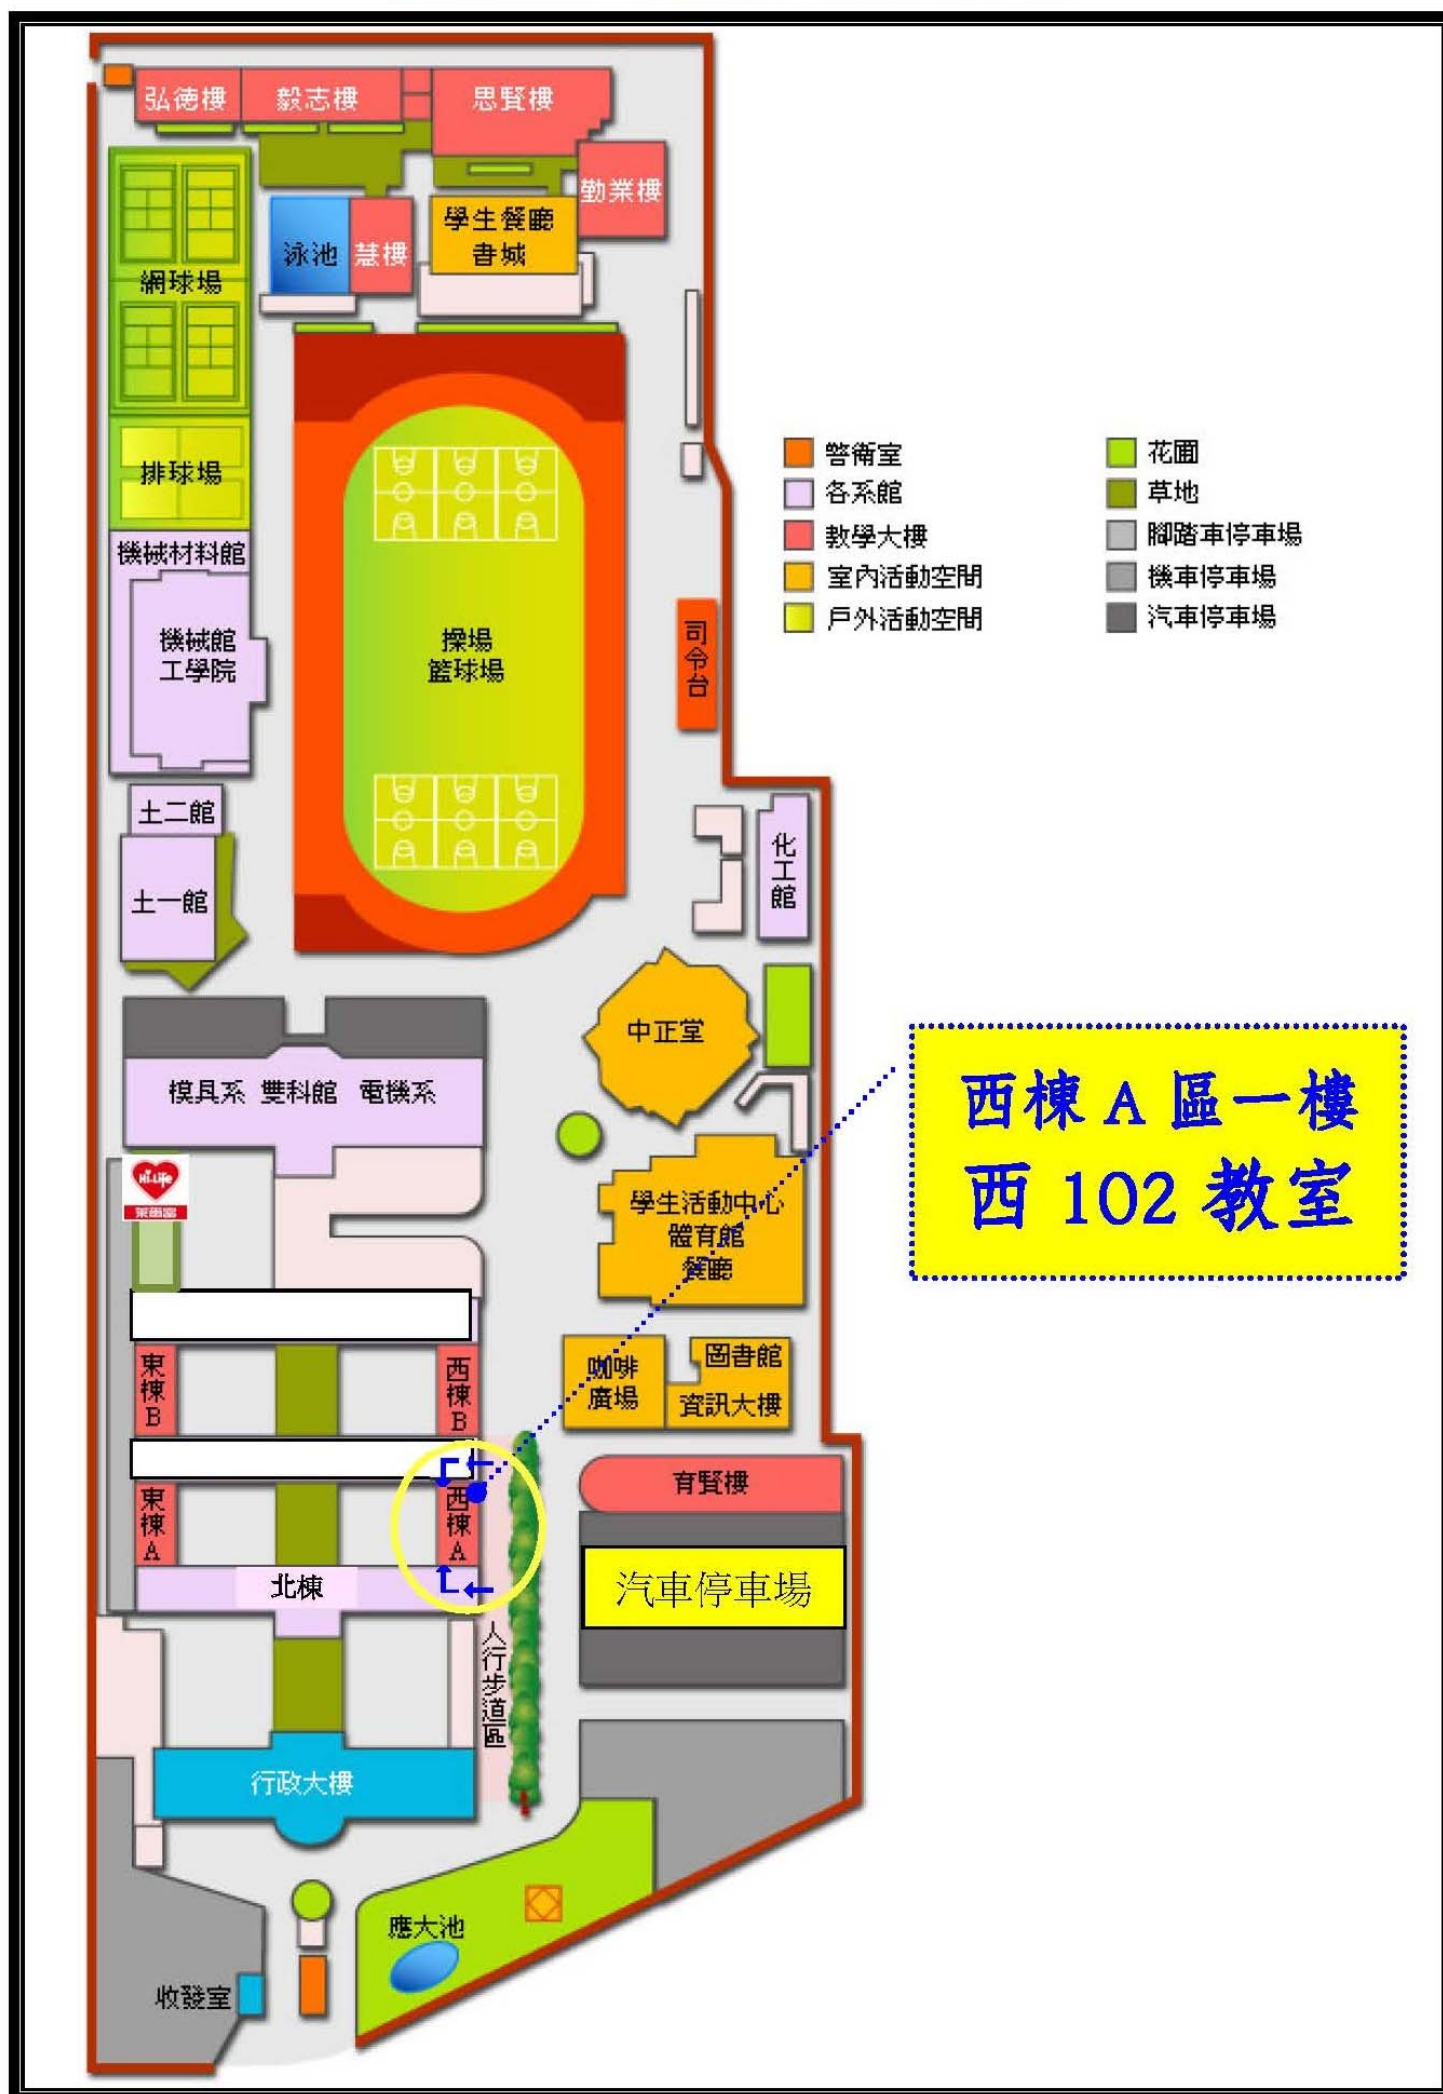 弘德樓
毅志樓
思賢樓
勤業樓
學生餐廳
書城
泳池
慧樓
網球場
排球場
警衛室
花圃
各系館
草地
教學大樓
腳踏車停車場
室內活動空間
機車停車場
戶外活動空間
汽車停車場
機械材料館
機械館
工學院
操場
籃球場
司令台
土二館
土一館
化工館
中正堂
模具系 雙科館 電機系
西棟 A 區一樓
西 102 教室
Hi-Life
萊爾富
學生活動中心
體育館
餐廳
咖啡
廣場
圖書館
資訊大樓
東棟B
西棟B
東棟A
西棟A
育賢樓
汽車停車場
北棟
人行步道區
行政大樓
應大池
收發室